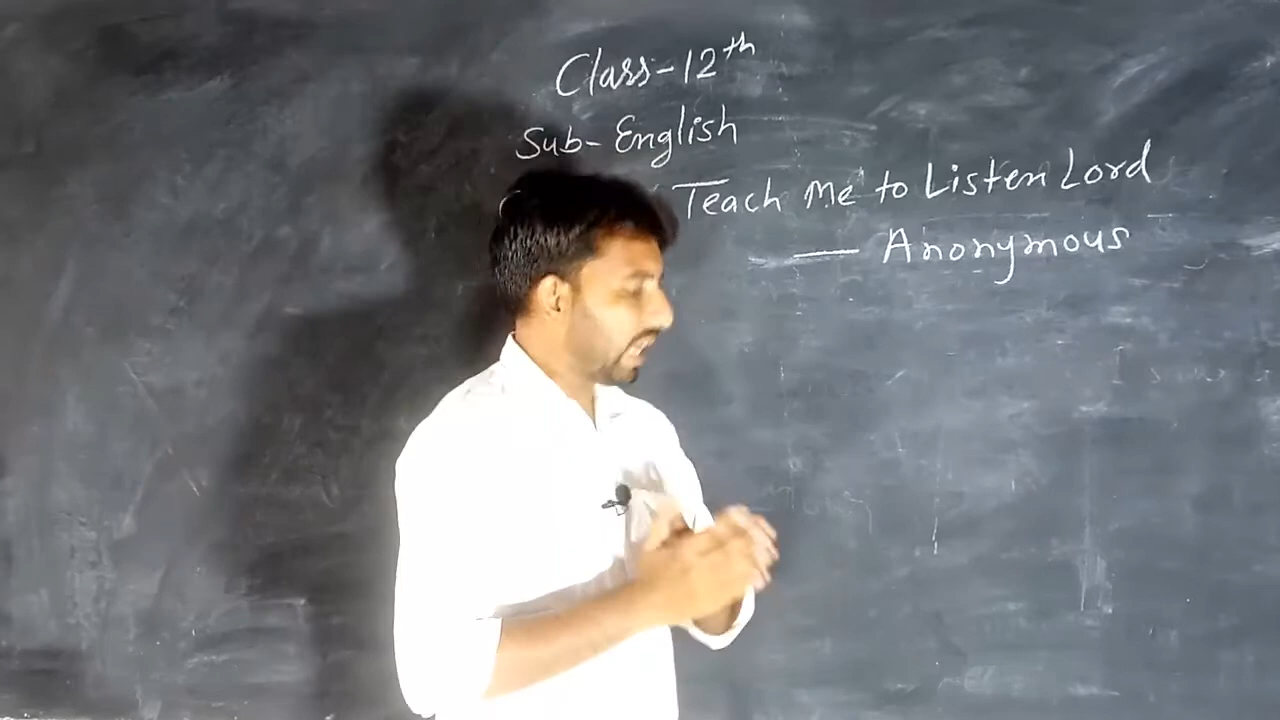 Class-12th
Sub-English
Teach Me to Listen Lord
— Anonymous